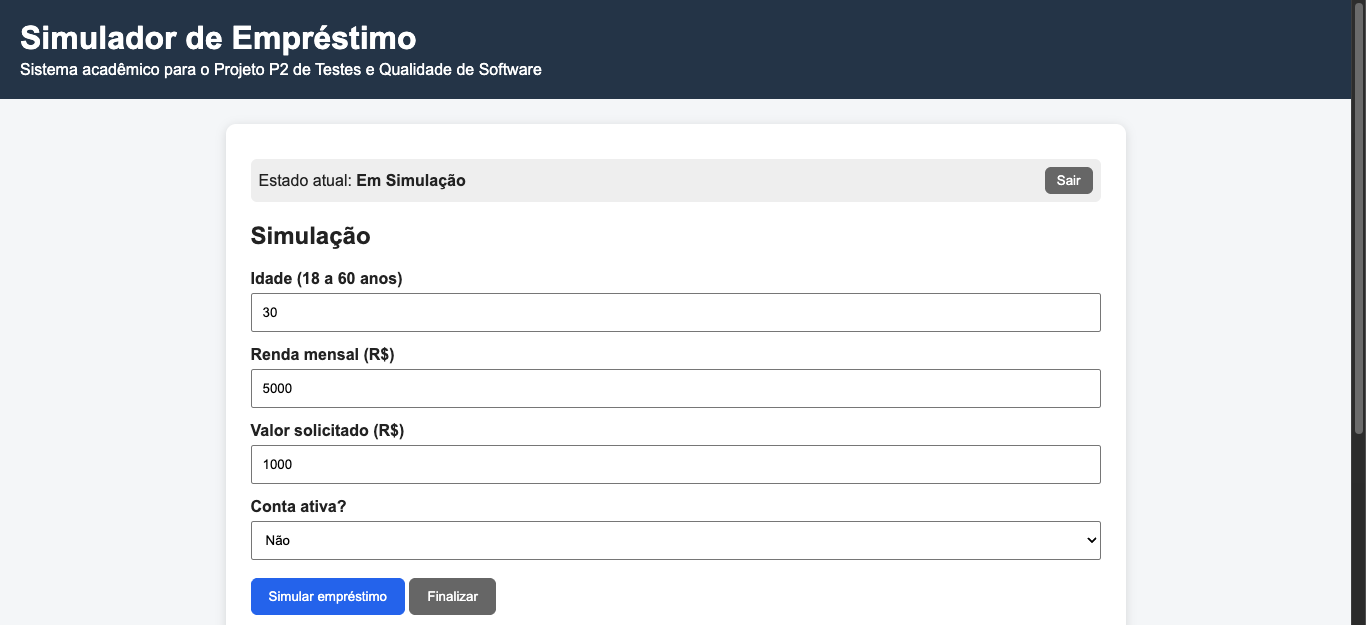 Simulador de Empréstimo
Sistema acadêmico para o Projeto P2 de Testes e Qualidade de Software
Estado atual: Em Simulação
Sair
Simulação
Idade (18 a 60 anos)
30
Renda mensal (R$)
5000
Valor solicitado (R$)
1000
Conta ativa?
Não
Simular empréstimo
Finalizar